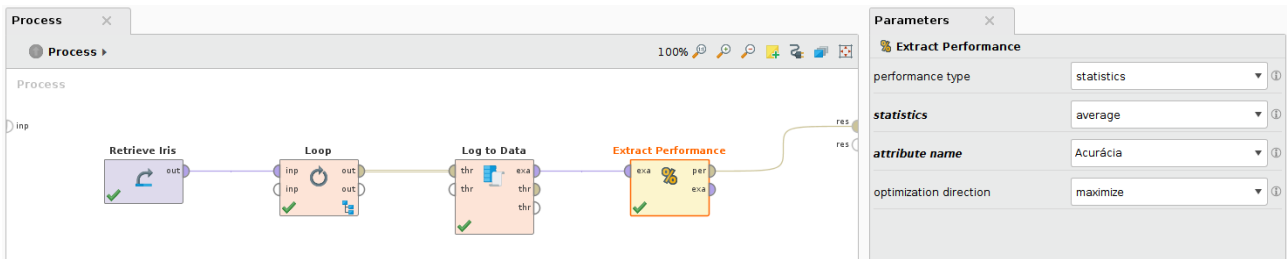 Process
Parameters
Process
100%
Extract Performance
Process
performance type
statistics
inp
statistics
average
res
res
Retrieve Iris
Loop
Log to Data
Extract Performance
attribute name
Acurácia
out
inp
out
thr
exa
exa
per
inp
out
thr
thr
exa
thr
optimization direction
maximize